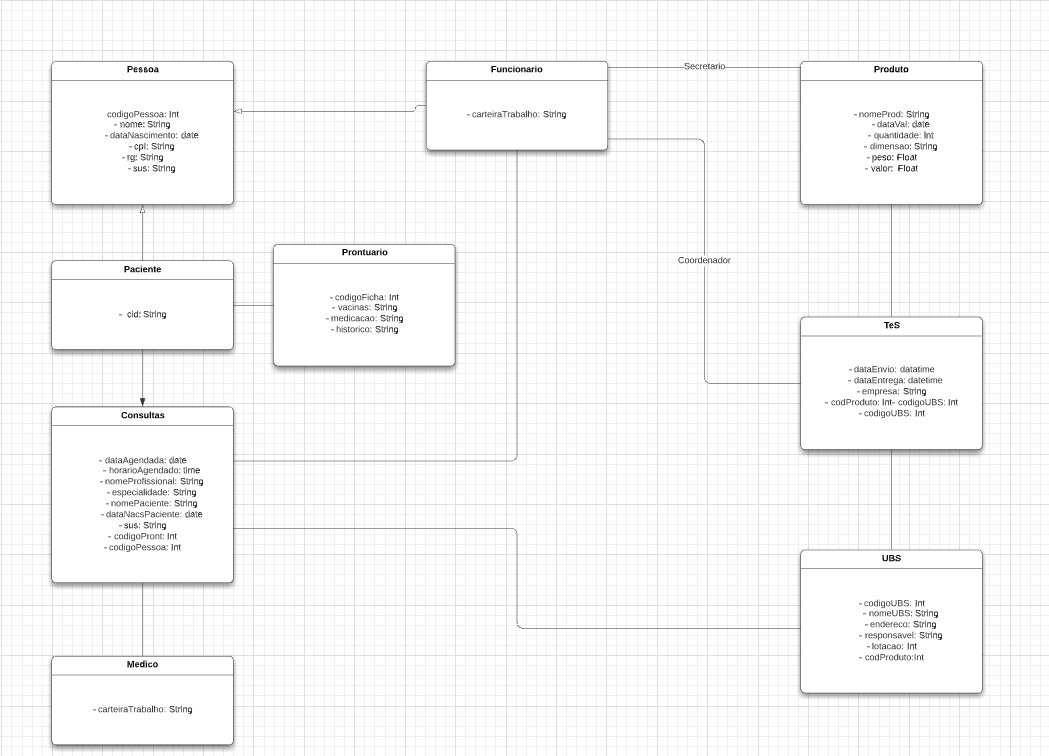 Pessoa
codigoPessoa: Int
- nome: String
- dataNascimento: date
- cpf: String
- rg: String
- sus: String
Funcionario
- carteiraTrabalho: String
Secretario
Produto
- nomeProd: String
- dataVal: date
- quantidade: Int
- dimensao: String
- peso: Float
- valor: Float
Paciente
- cid: String
Prontuario
- codigoFicha: Int
- vacinas: String
- medicacao: String
- historico: String
Coordenador
TeS
- dataEnvio: datatime
- dataEntrega: datetime
- empresa: String
- codProduto: Int- codigoUBS: Int
- codigoUBS: Int
Consultas
- dataAgendada: date
- horarioAgendado: time
- nomeProfissional: String
- especialidade: String
- nomePaciente: String
- dataNacsPaciente: date
- sus: String
- codigoPront: Int
- codigoPessoa: Int
UBS
- codigoUBS: Int
- nomeUBS: String
- endereco: String
- responsavel: String
- lotacao: Int
- codProduto:Int
Medico
- carteiraTrabalho: String